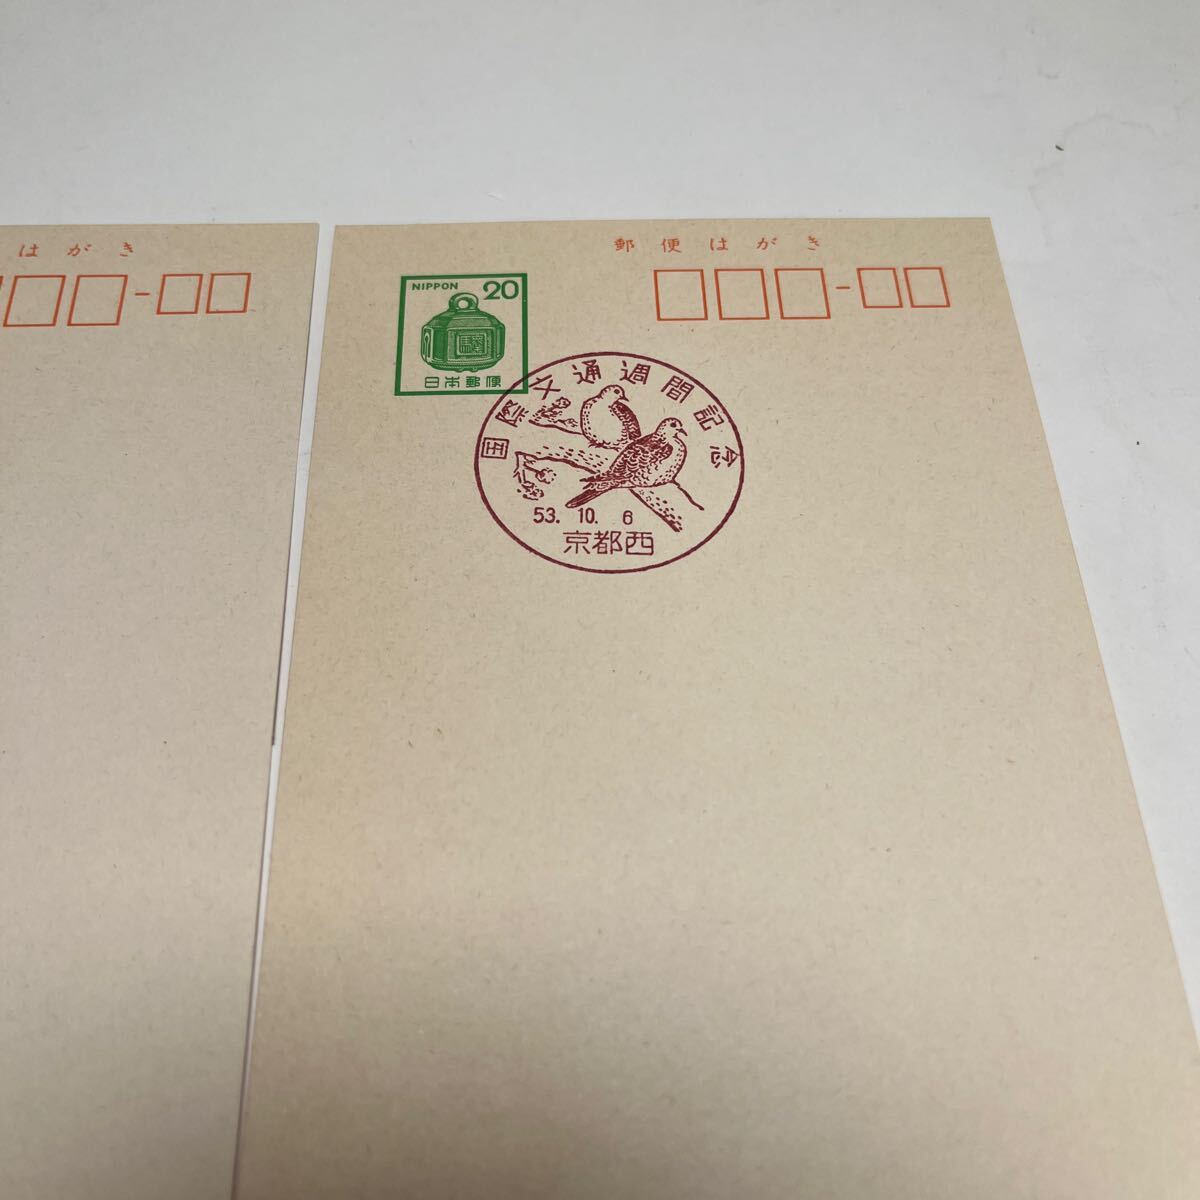 はがき
郵便はがき
NIPPON 20
日本郵便
国際文通週間記念
53. 10. 6
京都西